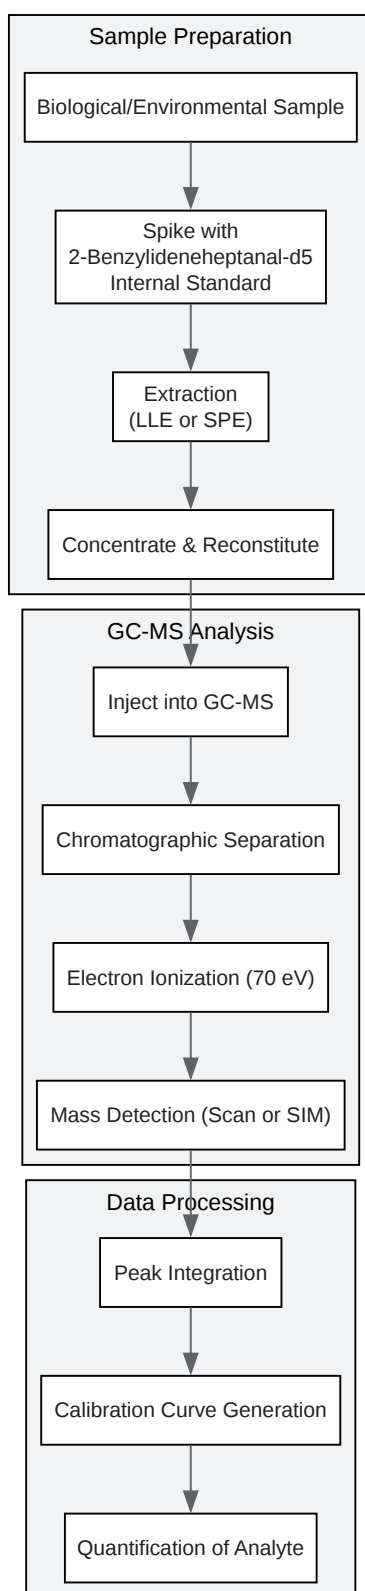 Sample Preparation
Biological/Environmental Sample
Spike with
2-Benzylideneheptanal-d5
Internal Standard
Extraction
(LLE or SPE)
Concentrate & Reconstitute
GC-MS Analysis
Inject into GC-MS
Chromatographic Separation
Electron Ionization (70 eV)
Mass Detection (Scan or SIM)
Data Processing
Peak Integration
Calibration Curve Generation
Quantification of Analyte